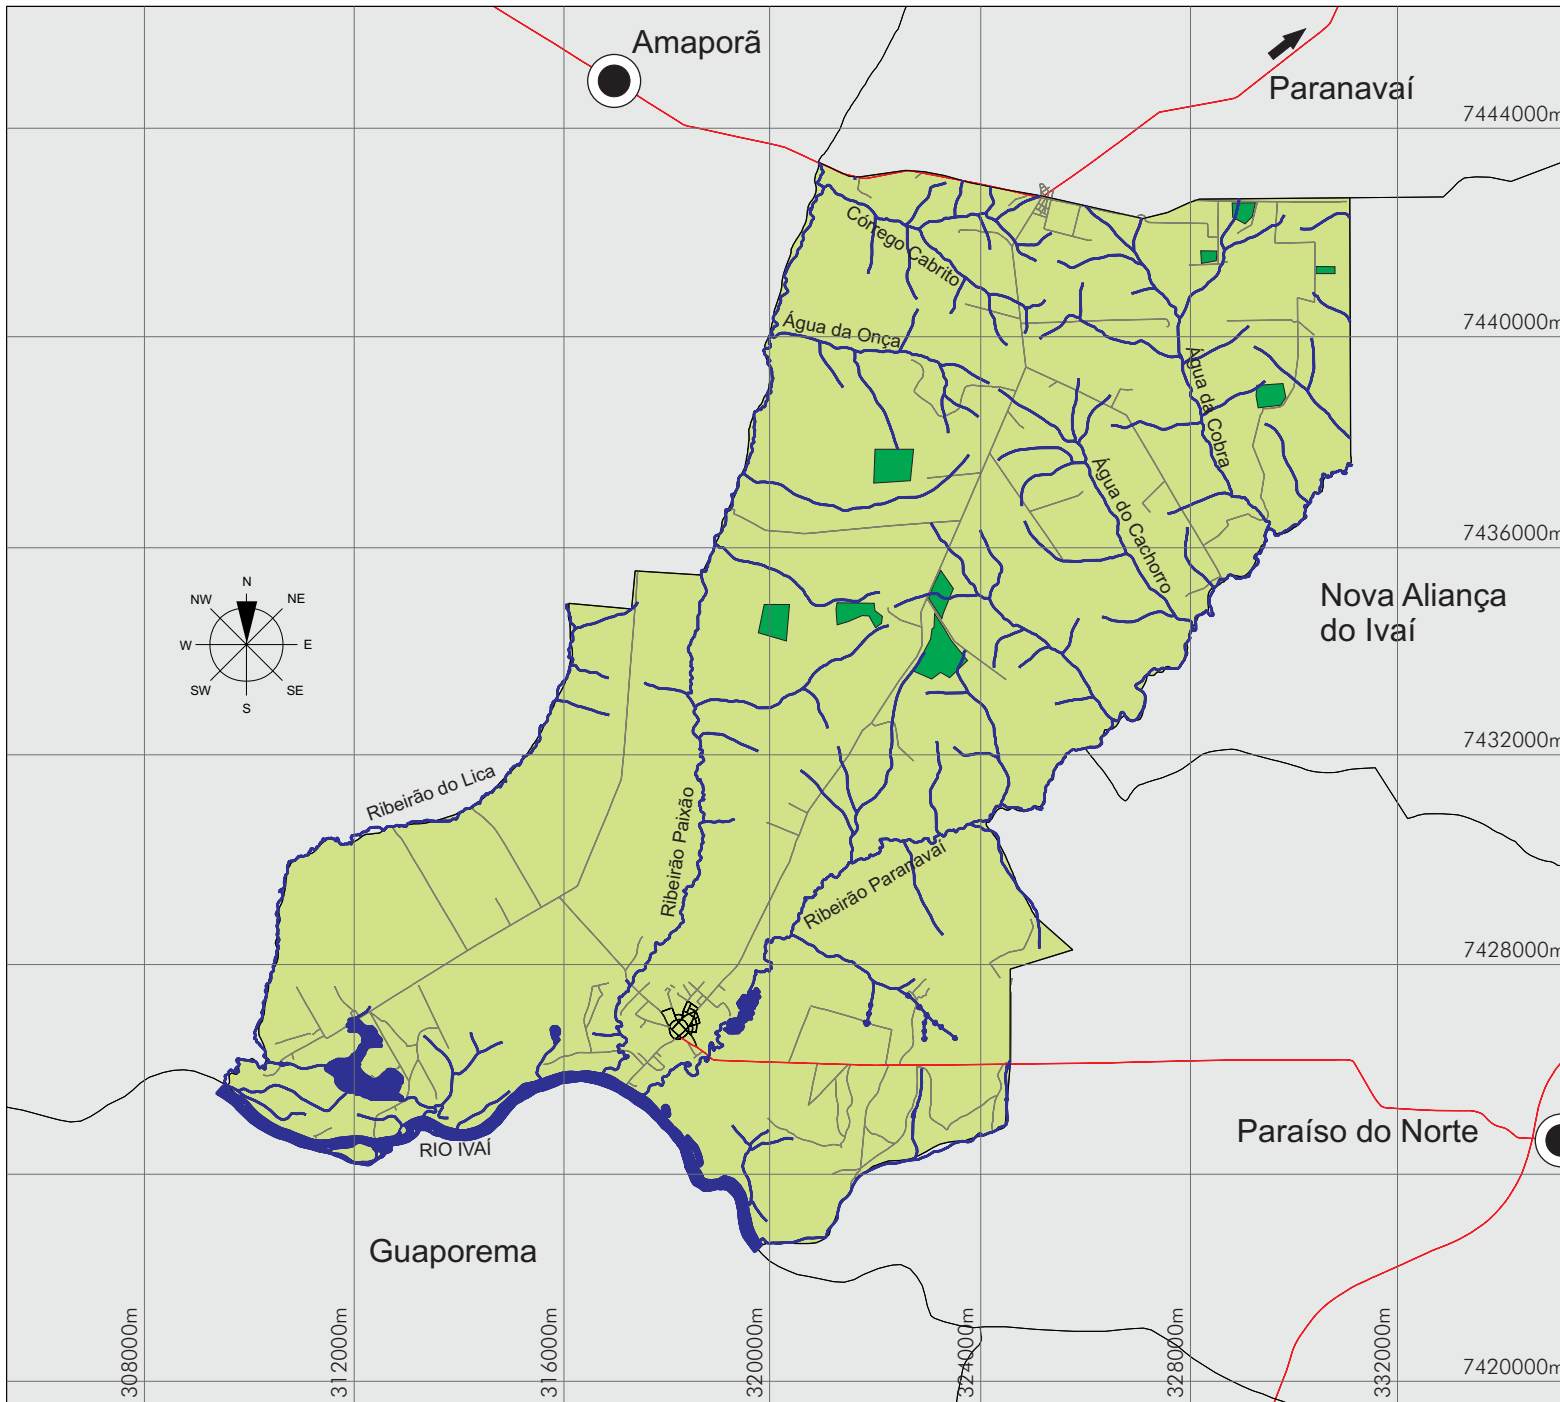 Amaporã
Paranavaí
7444000m
Córrego Cabrito
Água da Onça
7440000m
Água da Cobra
Água do Cachorro
7436000m
N
NW
NE
W
E
SW
SE
S
Nova Aliança
do Ivaí
7432000m
Ribeirão do Lica
Ribeirão Paixão
Ribeirão Paranavaí
7428000m
RIO IVAÍ
Paraíso do Norte
Guaporema
308000m
312000m
316000m
320000m
324000m
328000m
332000m
7420000m